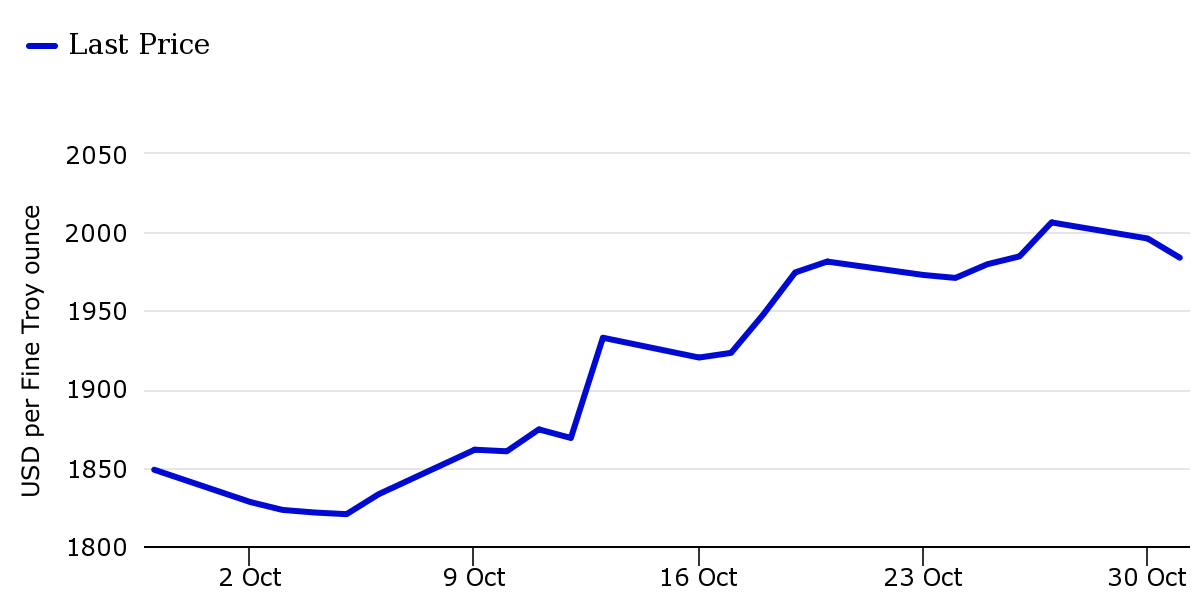 Last Price
USD per Fine Troy ounce
2050
2000
1950
1900
1850
1800
2 Oct
9 Oct
16 Oct
23 Oct
30 Oct